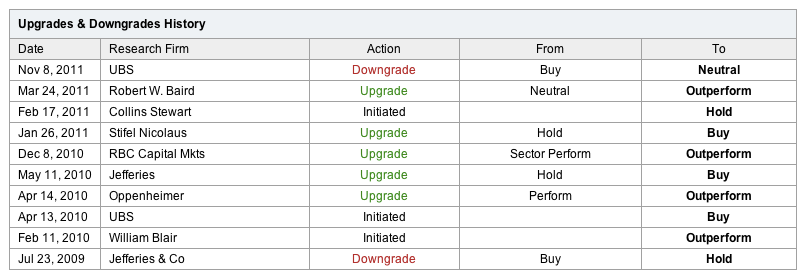 Upgrades & Downgrades History
Date Research Firm Action From To
Nov 8, 2011 UBS Downgrade Buy Neutral
Mar 24, 2011 Robert W. Baird Upgrade Neutral Outperform
Feb 17, 2011 Collins Stewart Initiated Hold
Jan 26, 2011 Stifel Nicolaus Upgrade Hold Buy
Dec 8, 2010 RBC Capital Mkts Upgrade Sector Perform Outperform
May 11, 2010 Jefferies Upgrade Hold Buy
Apr 14, 2010 Oppenheimer Upgrade Perform Outperform
Apr 13, 2010 UBS Initiated Buy
Feb 11, 2010 William Blair Initiated Outperform
Jul 23, 2009 Jefferies & Co Downgrade Buy Hold